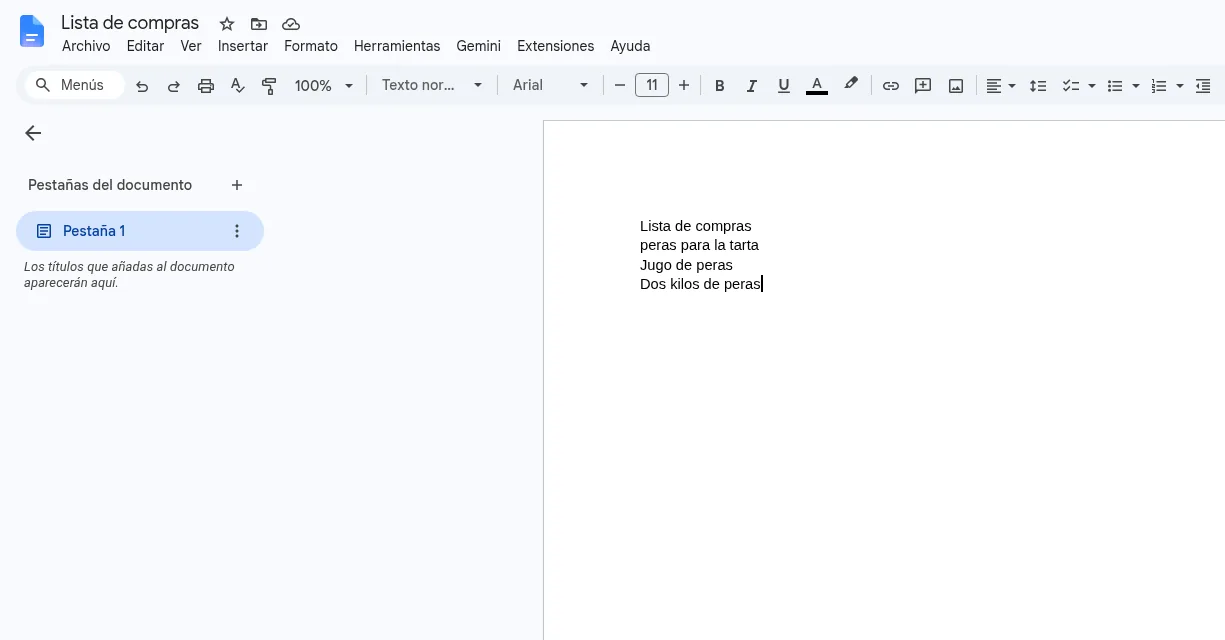 Lista de compras
Archivo Editar Ver Insertar Formato Herramientas Gemini Extensiones Ayuda
Menús 100% Texto nor... Arial 11 B I U A
Pestañas del documento
Pestaña 1
Los títulos que añadas al documento
aparecerán aquí.
Lista de compras
peras para la tarta
Jugo de peras
Dos kilos de peras